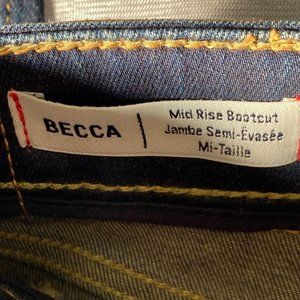 BECCA
Mid Rise Bootcut
Jambe Semi-Évasée
Mi-Taille